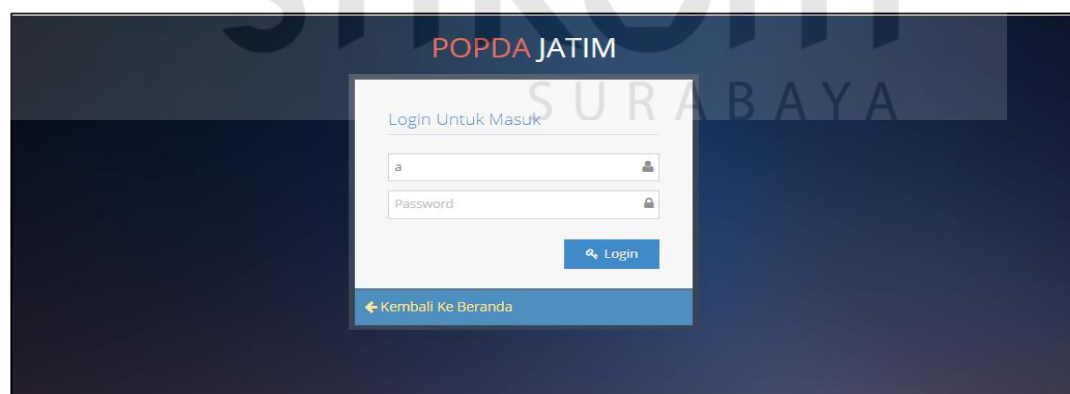 POPDA JATIM
SURABAYA
Login Untuk Masuk
a
Password
Login
Kembali Ke Beranda